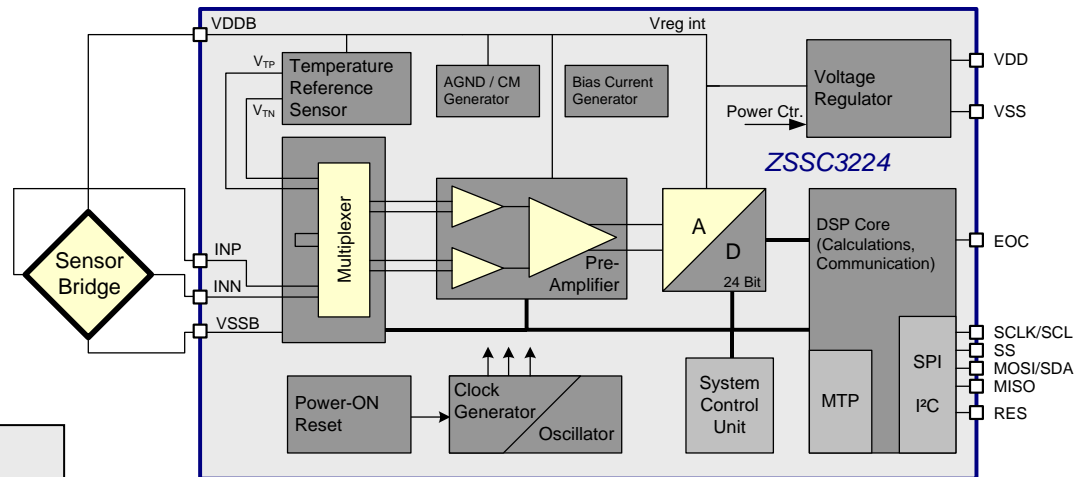 VDDB
Vreg int
VTP
VTN
Temperature
Reference
Sensor
AGND / CM
Generator
Bias Current
Generator
Voltage
Regulator
VDD
VSS
Power Ctr.
ZSSC3224
Multiplexer
Pre-
Amplifier
A
D
24 Bit
DSP Core
(Calculations,
Communication)
EOC
Sensor
Bridge
INP
INN
VSSB
Power-ON
Reset
Clock
Generator
Oscillator
System
Control
Unit
MTP
SPI
I²C
SCLK/SCL
SS
MOSI/SDA
MISO
RES